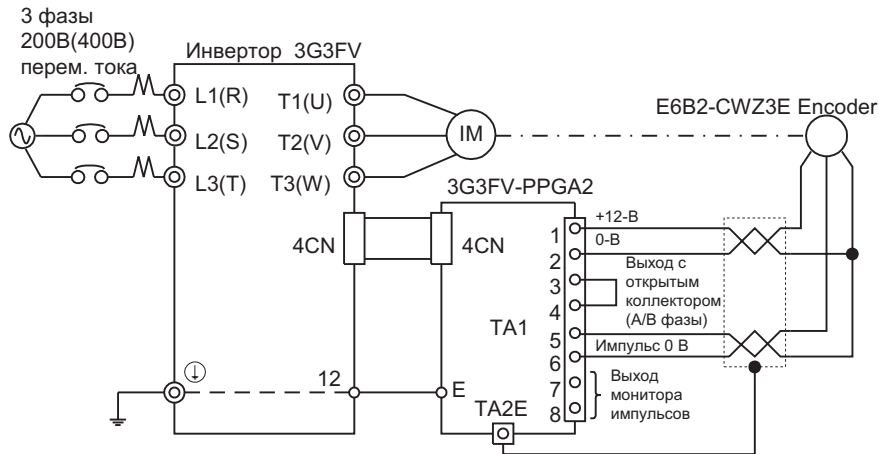 3 фазы
200В(400В)
перем. тока
Инвертор 3G3FV
L1(R)
T1(U)
L2(S)
T2(V)
L3(T)
T3(W)
IM
E6B2-CWZ3E Encoder
3G3FV-PPGA2
4CN
4CN
1
+12-В
0-В
2
3
4
Выход с
открытым
коллектором
(А/В фазы)
TA1
5
6
Импульс 0 В
7
8
Выход
монитора
импульсов
12
E
TA2E